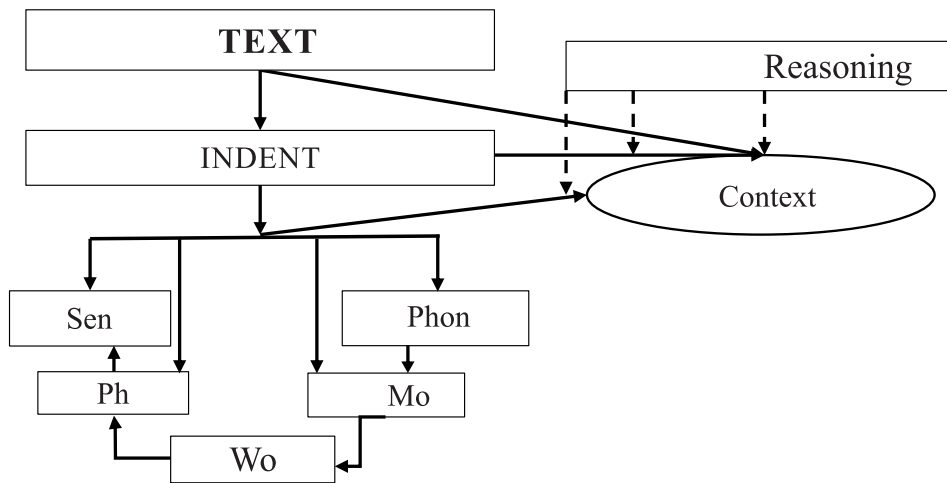 TEXT
Reasoning
INDENT
Context
Sen
Phon
Ph
Mo
Wo